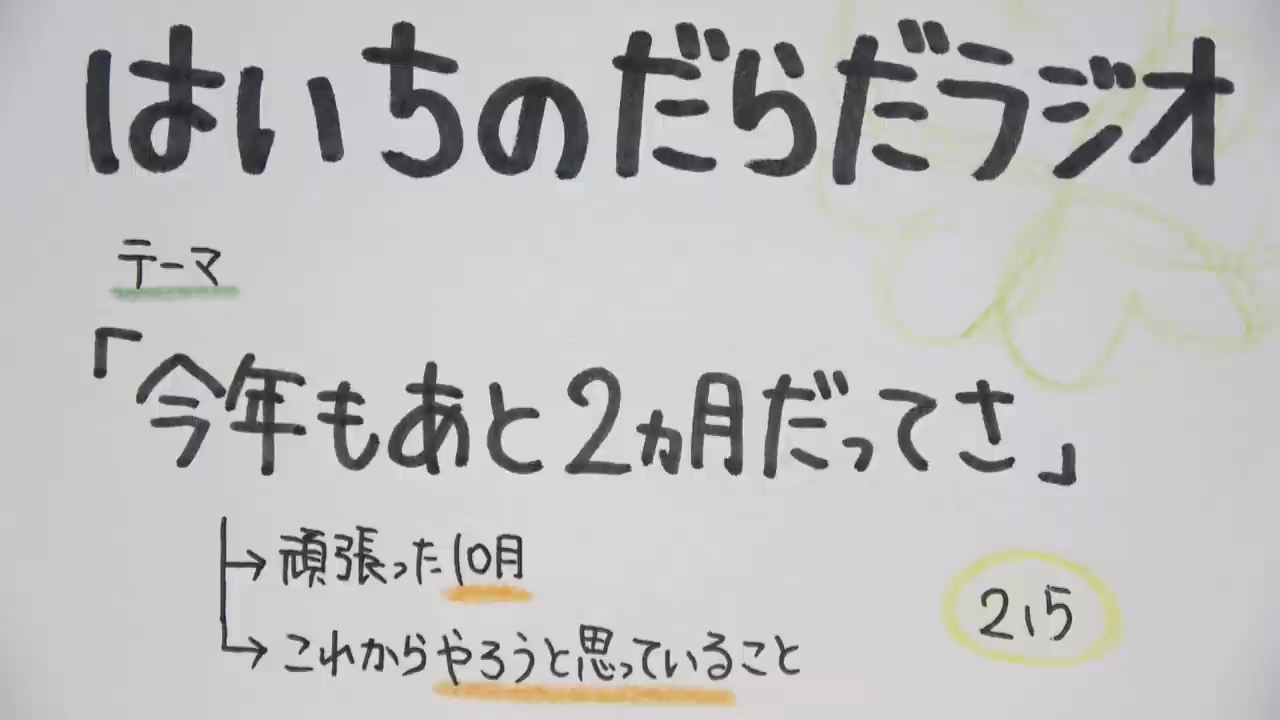 はいちのだらだラジオ
テーマ
「今年もあと2ヵ月だってさ」
頑張った10月
これからやろうと思っていること
2,5